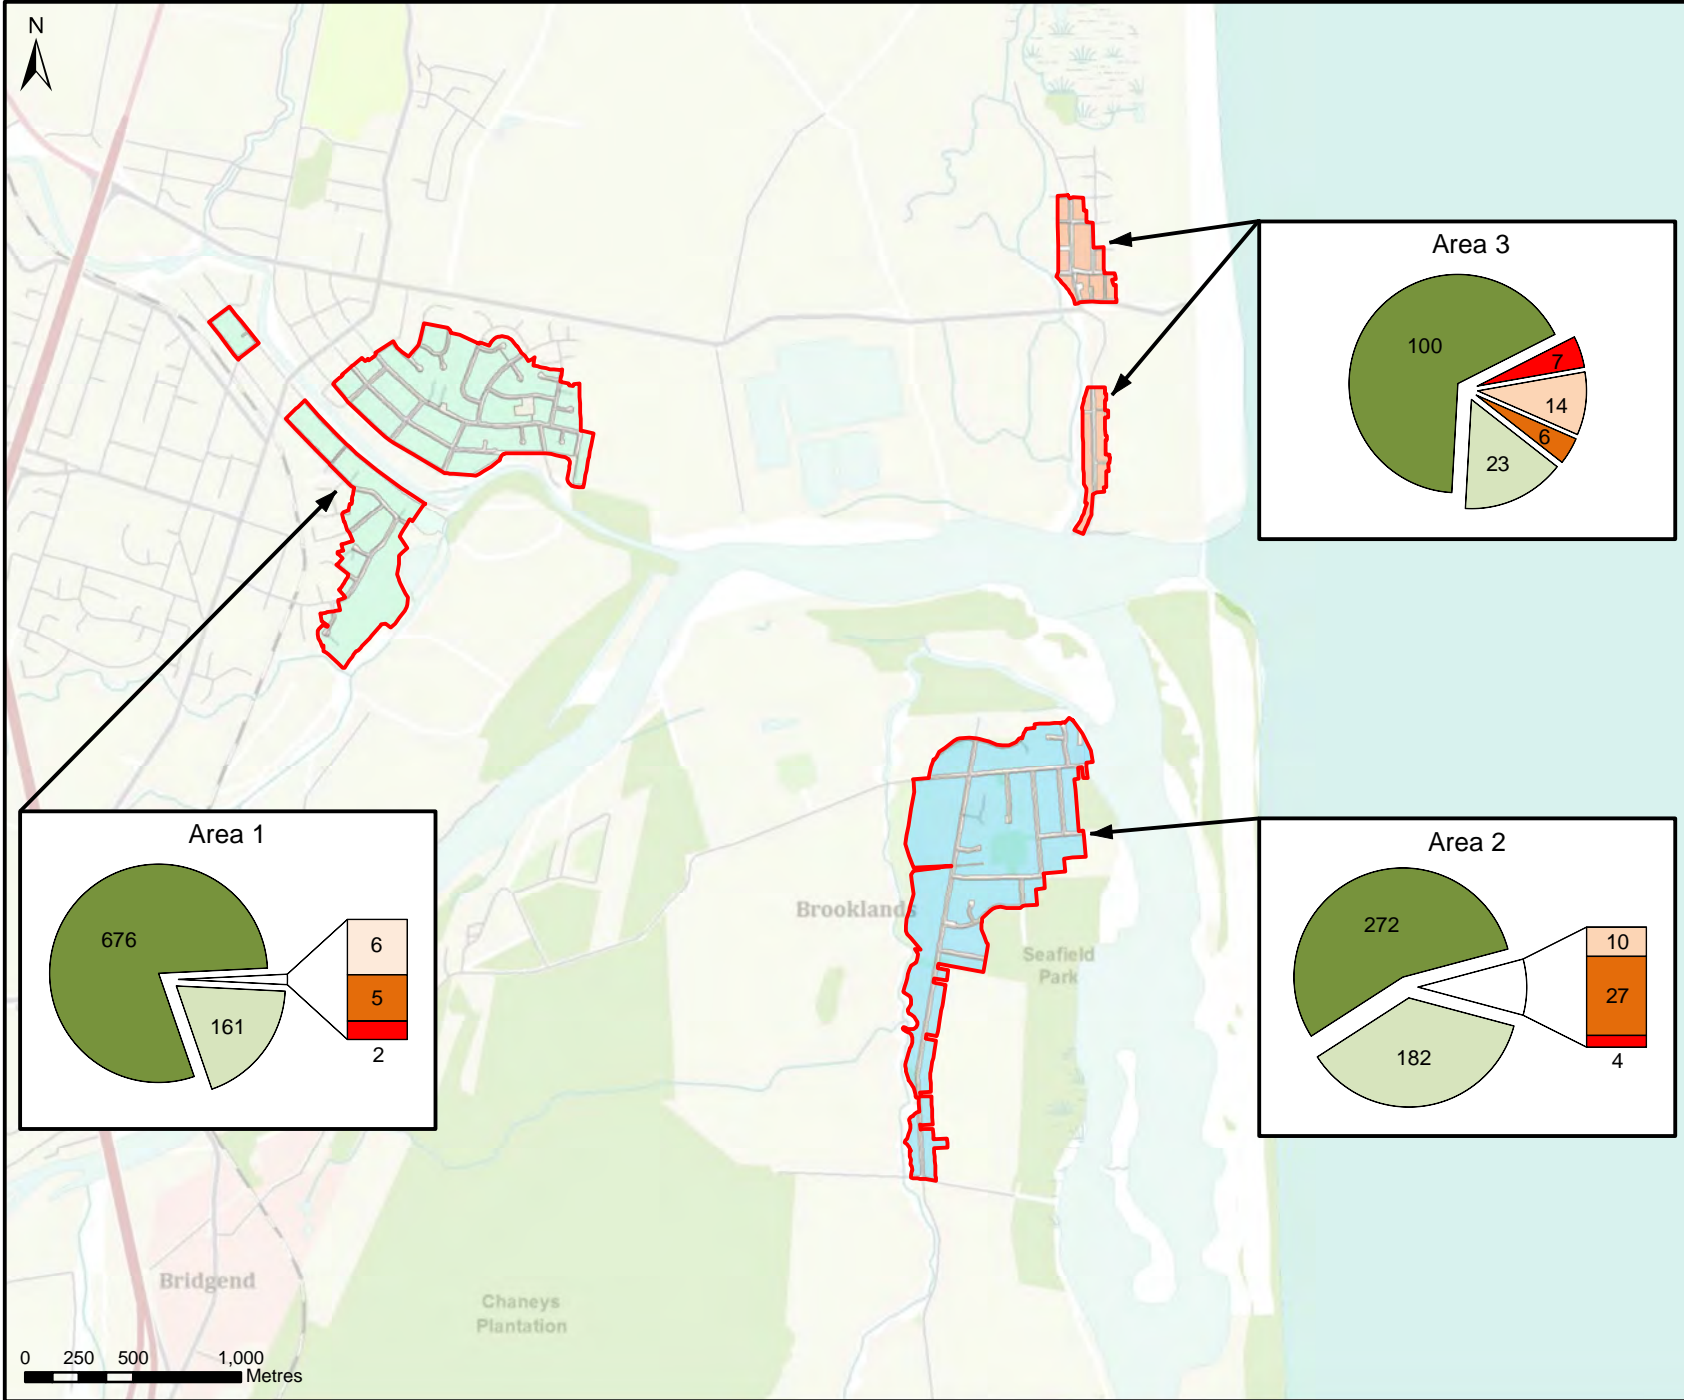 N
Area 3
100
7
14
6
23
Area 1
676
6
5
161
2
Area 2
272
10
27
182
4
Brooklands
Seafield
Park
Bridgend
Chaneys
Plantation
0 250 500 1,000
Metres